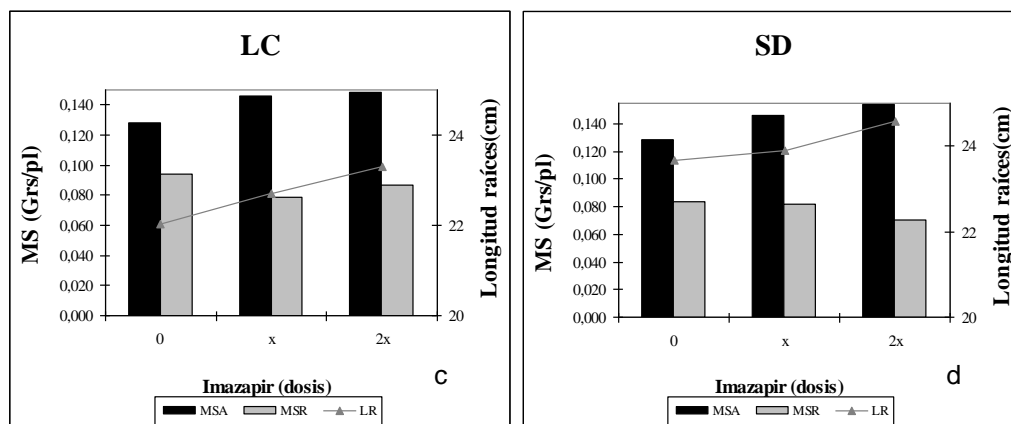 LC
MS (Grs/pl)
0,140
0,120
0,100
0,080
0,060
0,040
0,020
0,000
24
22
20
Longitud raíces(cm)
0 x 2x
Imazapir (dosis)
c
MSA MSR LR
SD
MS (Grs/pl)
0,140
0,120
0,100
0,080
0,060
0,040
0,020
0,000
24
22
20
Longitud raíces(cm)
0 x 2x
Imazapir (dosis)
d
MSA MSR LR